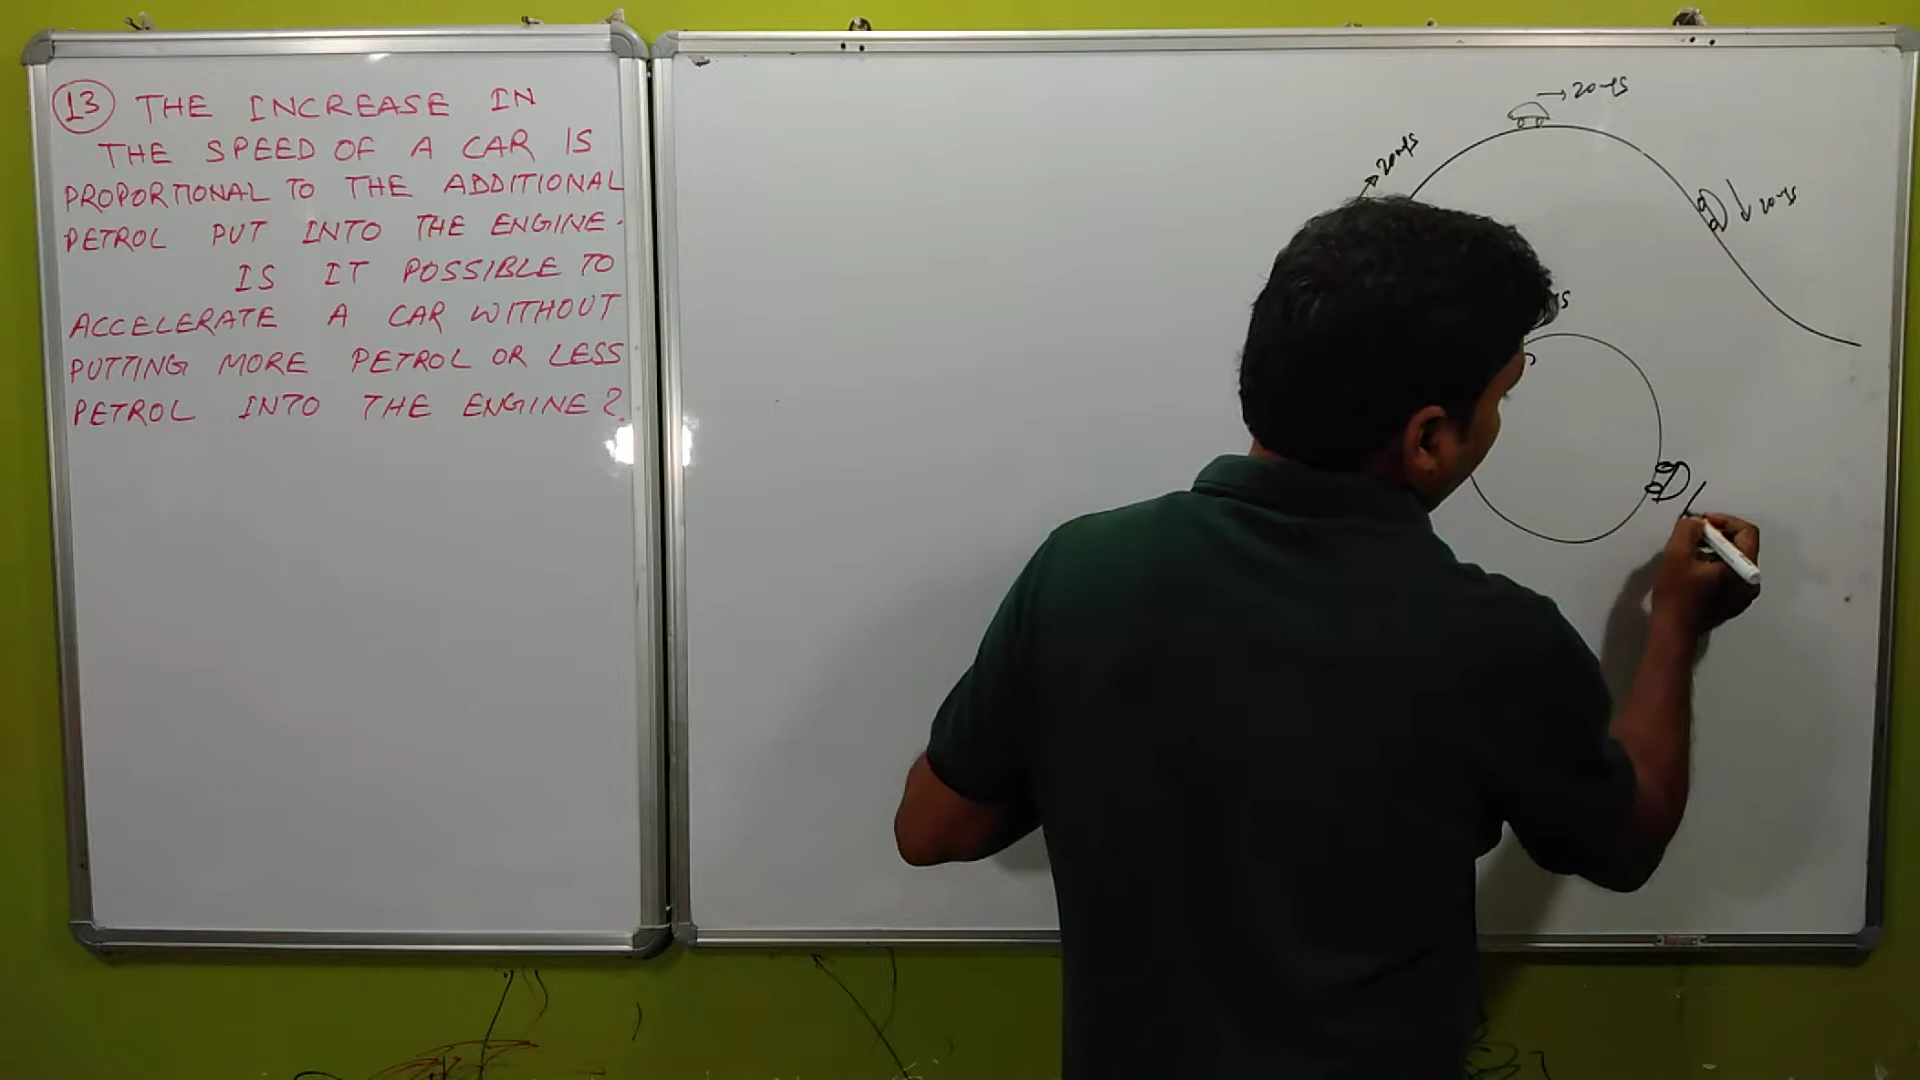 13 THE INCREASE IN
THE SPEED OF A CAR IS
PROPORTIONAL TO THE ADDITIONAL
PETROL PUT INTO THE ENGINE.
IS IT POSSIBLE TO
ACCELERATE A CAR WITHOUT
PUTTING MORE PETROL OR LESS
PETROL INTO THE ENGINE?
20 m/s
20 m/s
20 m/s